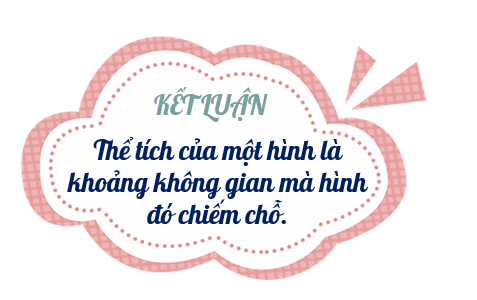 KẾT LUẬN
Thể tích của một hình là
khoảng không gian mà hình
đó chiếm chỗ.